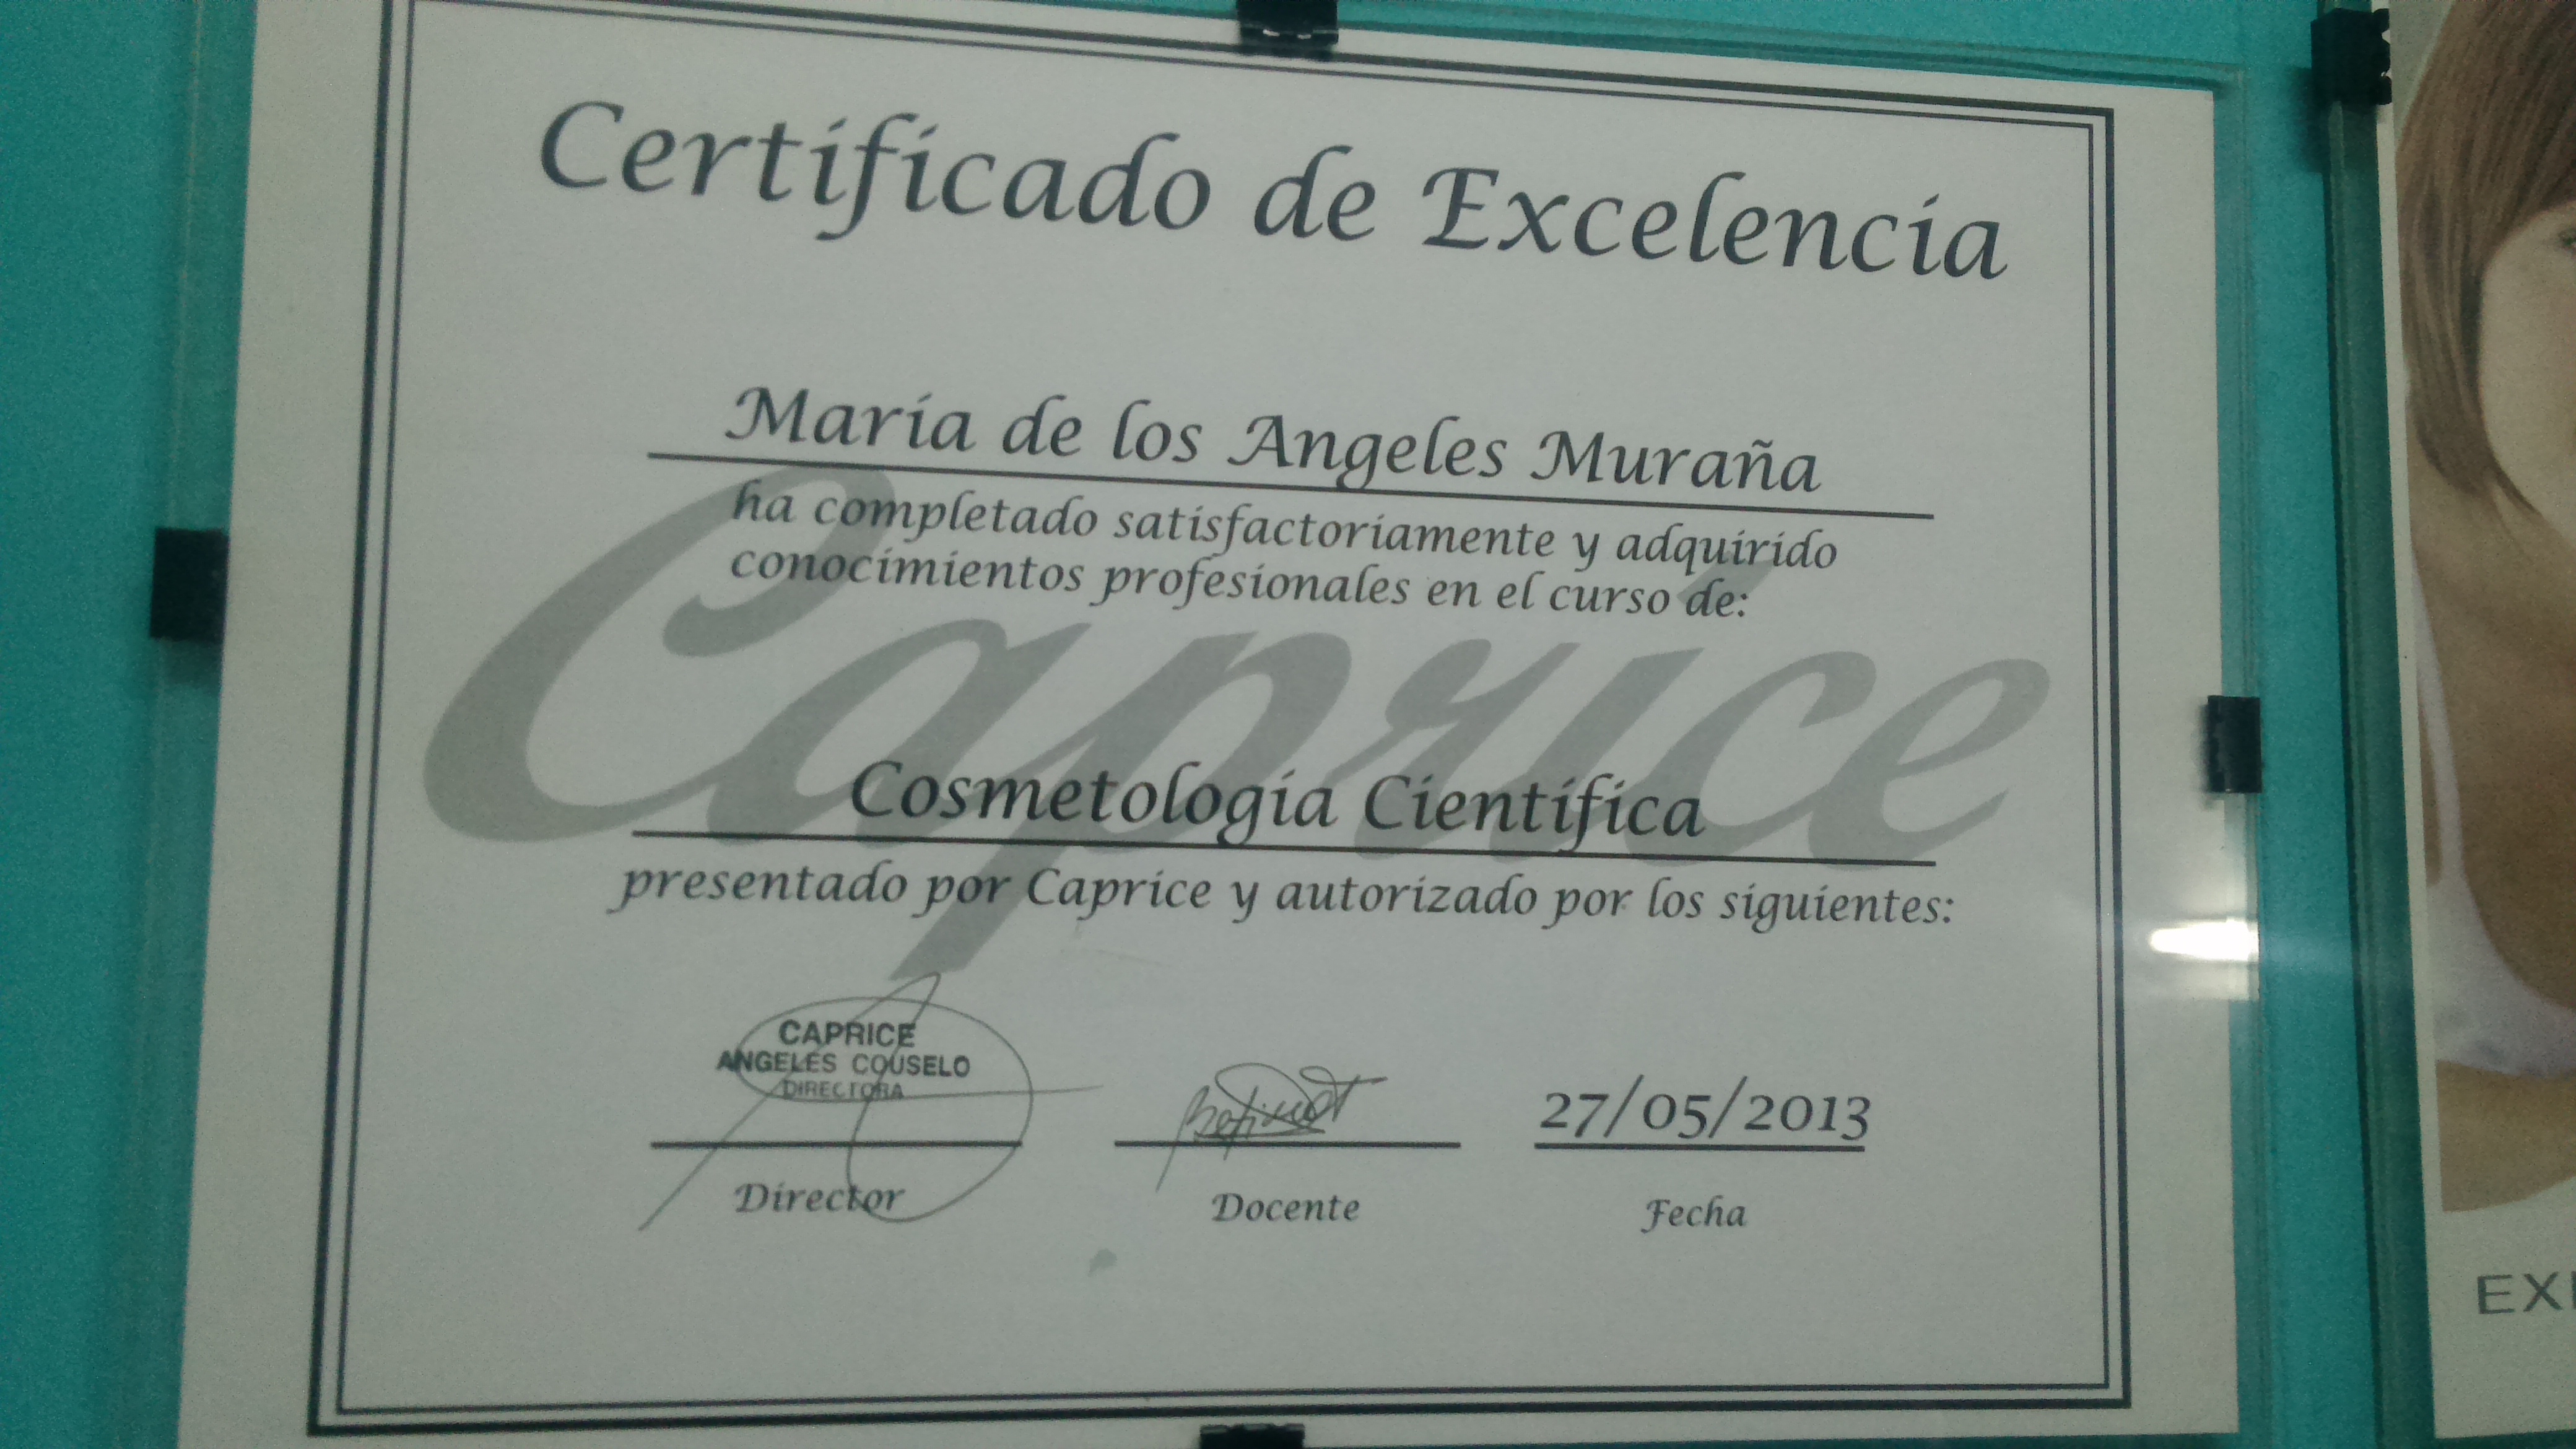 Certificado de Excelencia
María de los Angeles Muraña
ha completado satisfactoriamente y adquirido
conocimientos profesionales en el curso de:
Caprice
Cosmetología Científica
presentado por Caprice y autorizado por los siguientes:
CAPRICE
ANGELES COUSELO
DIRECTORA
27/05/2013
Director
Docente
Fecha